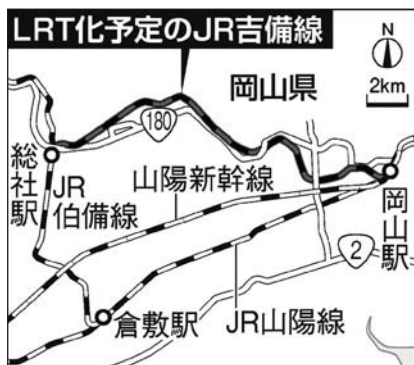 LRT化予定のJR吉備線
N
2km
岡山県
180
総社駅
JR
伯備線
山陽新幹線
岡山駅
2
倉敷駅
JR山陽線